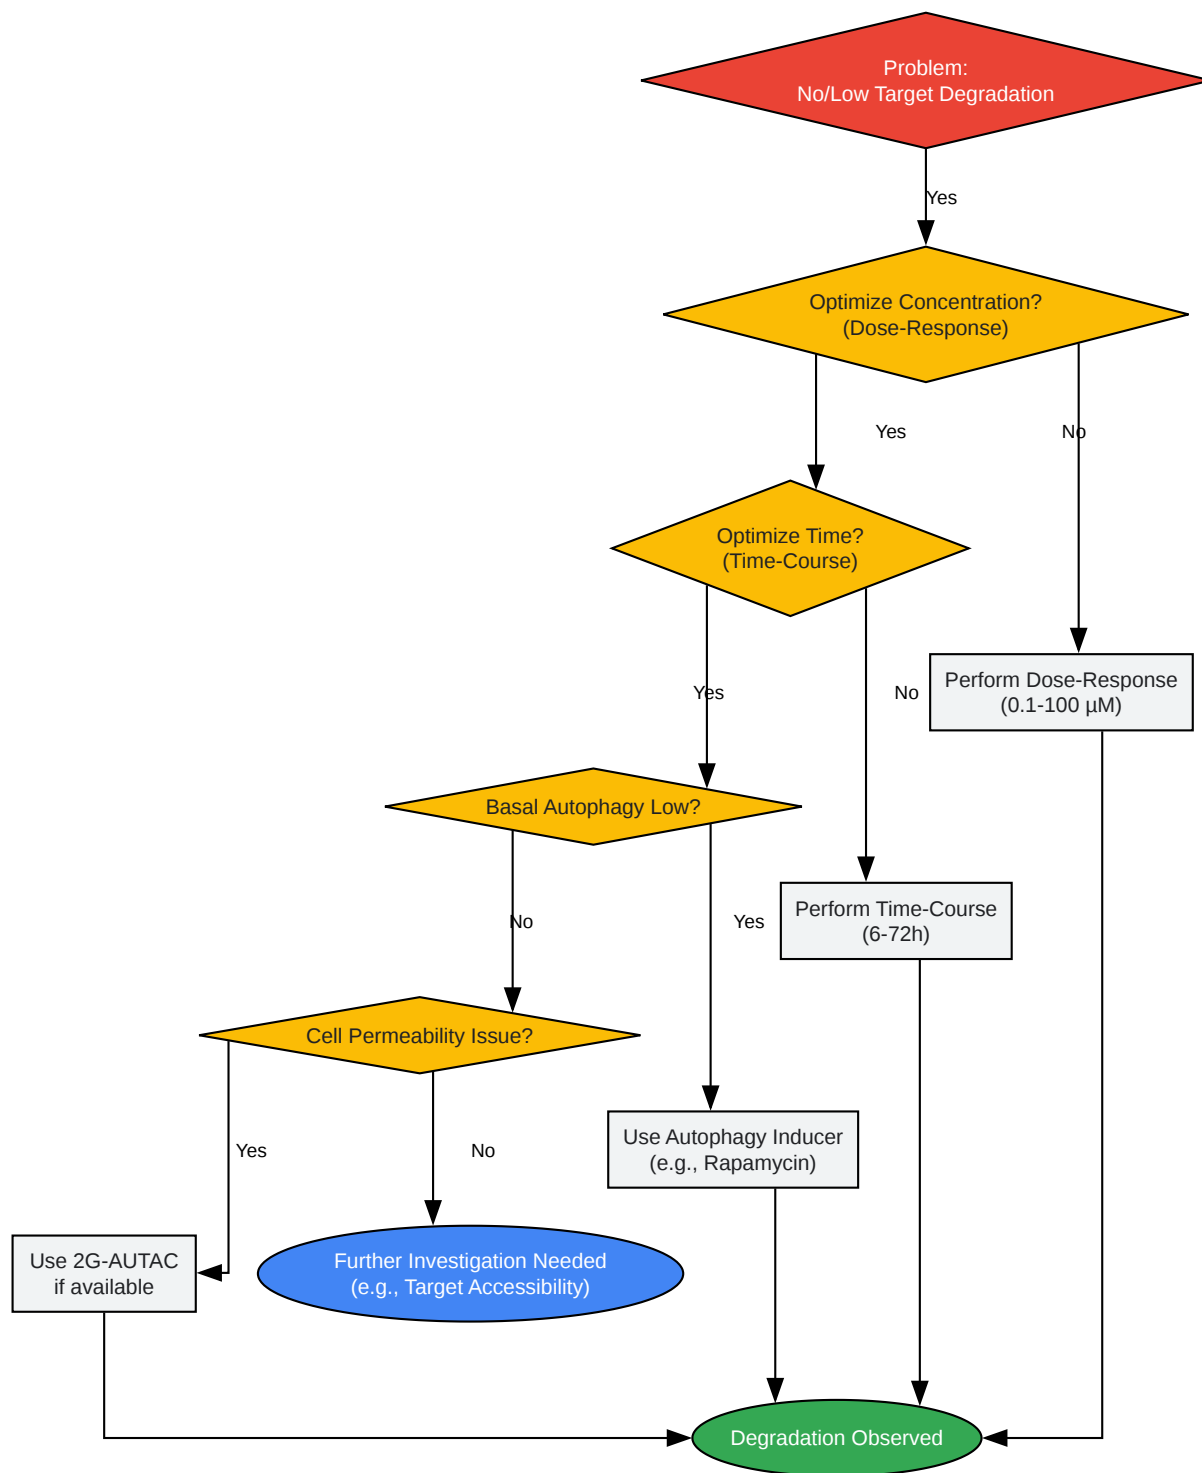 Problem:
No/Low Target Degradation
Yes
Optimize Concentration?
(Dose-Response)
Yes
No
Optimize Time?
(Time-Course)
Yes
No
Perform Dose-Response
(0.1-100 µM)
Basal Autophagy Low?
No
Yes
Perform Time-Course
(6-72h)
Cell Permeability Issue?
Yes
No
Use Autophagy Inducer
(e.g., Rapamycin)
Use 2G-AUTAC
if available
Further Investigation Needed
(e.g., Target Accessibility)
Degradation Observed